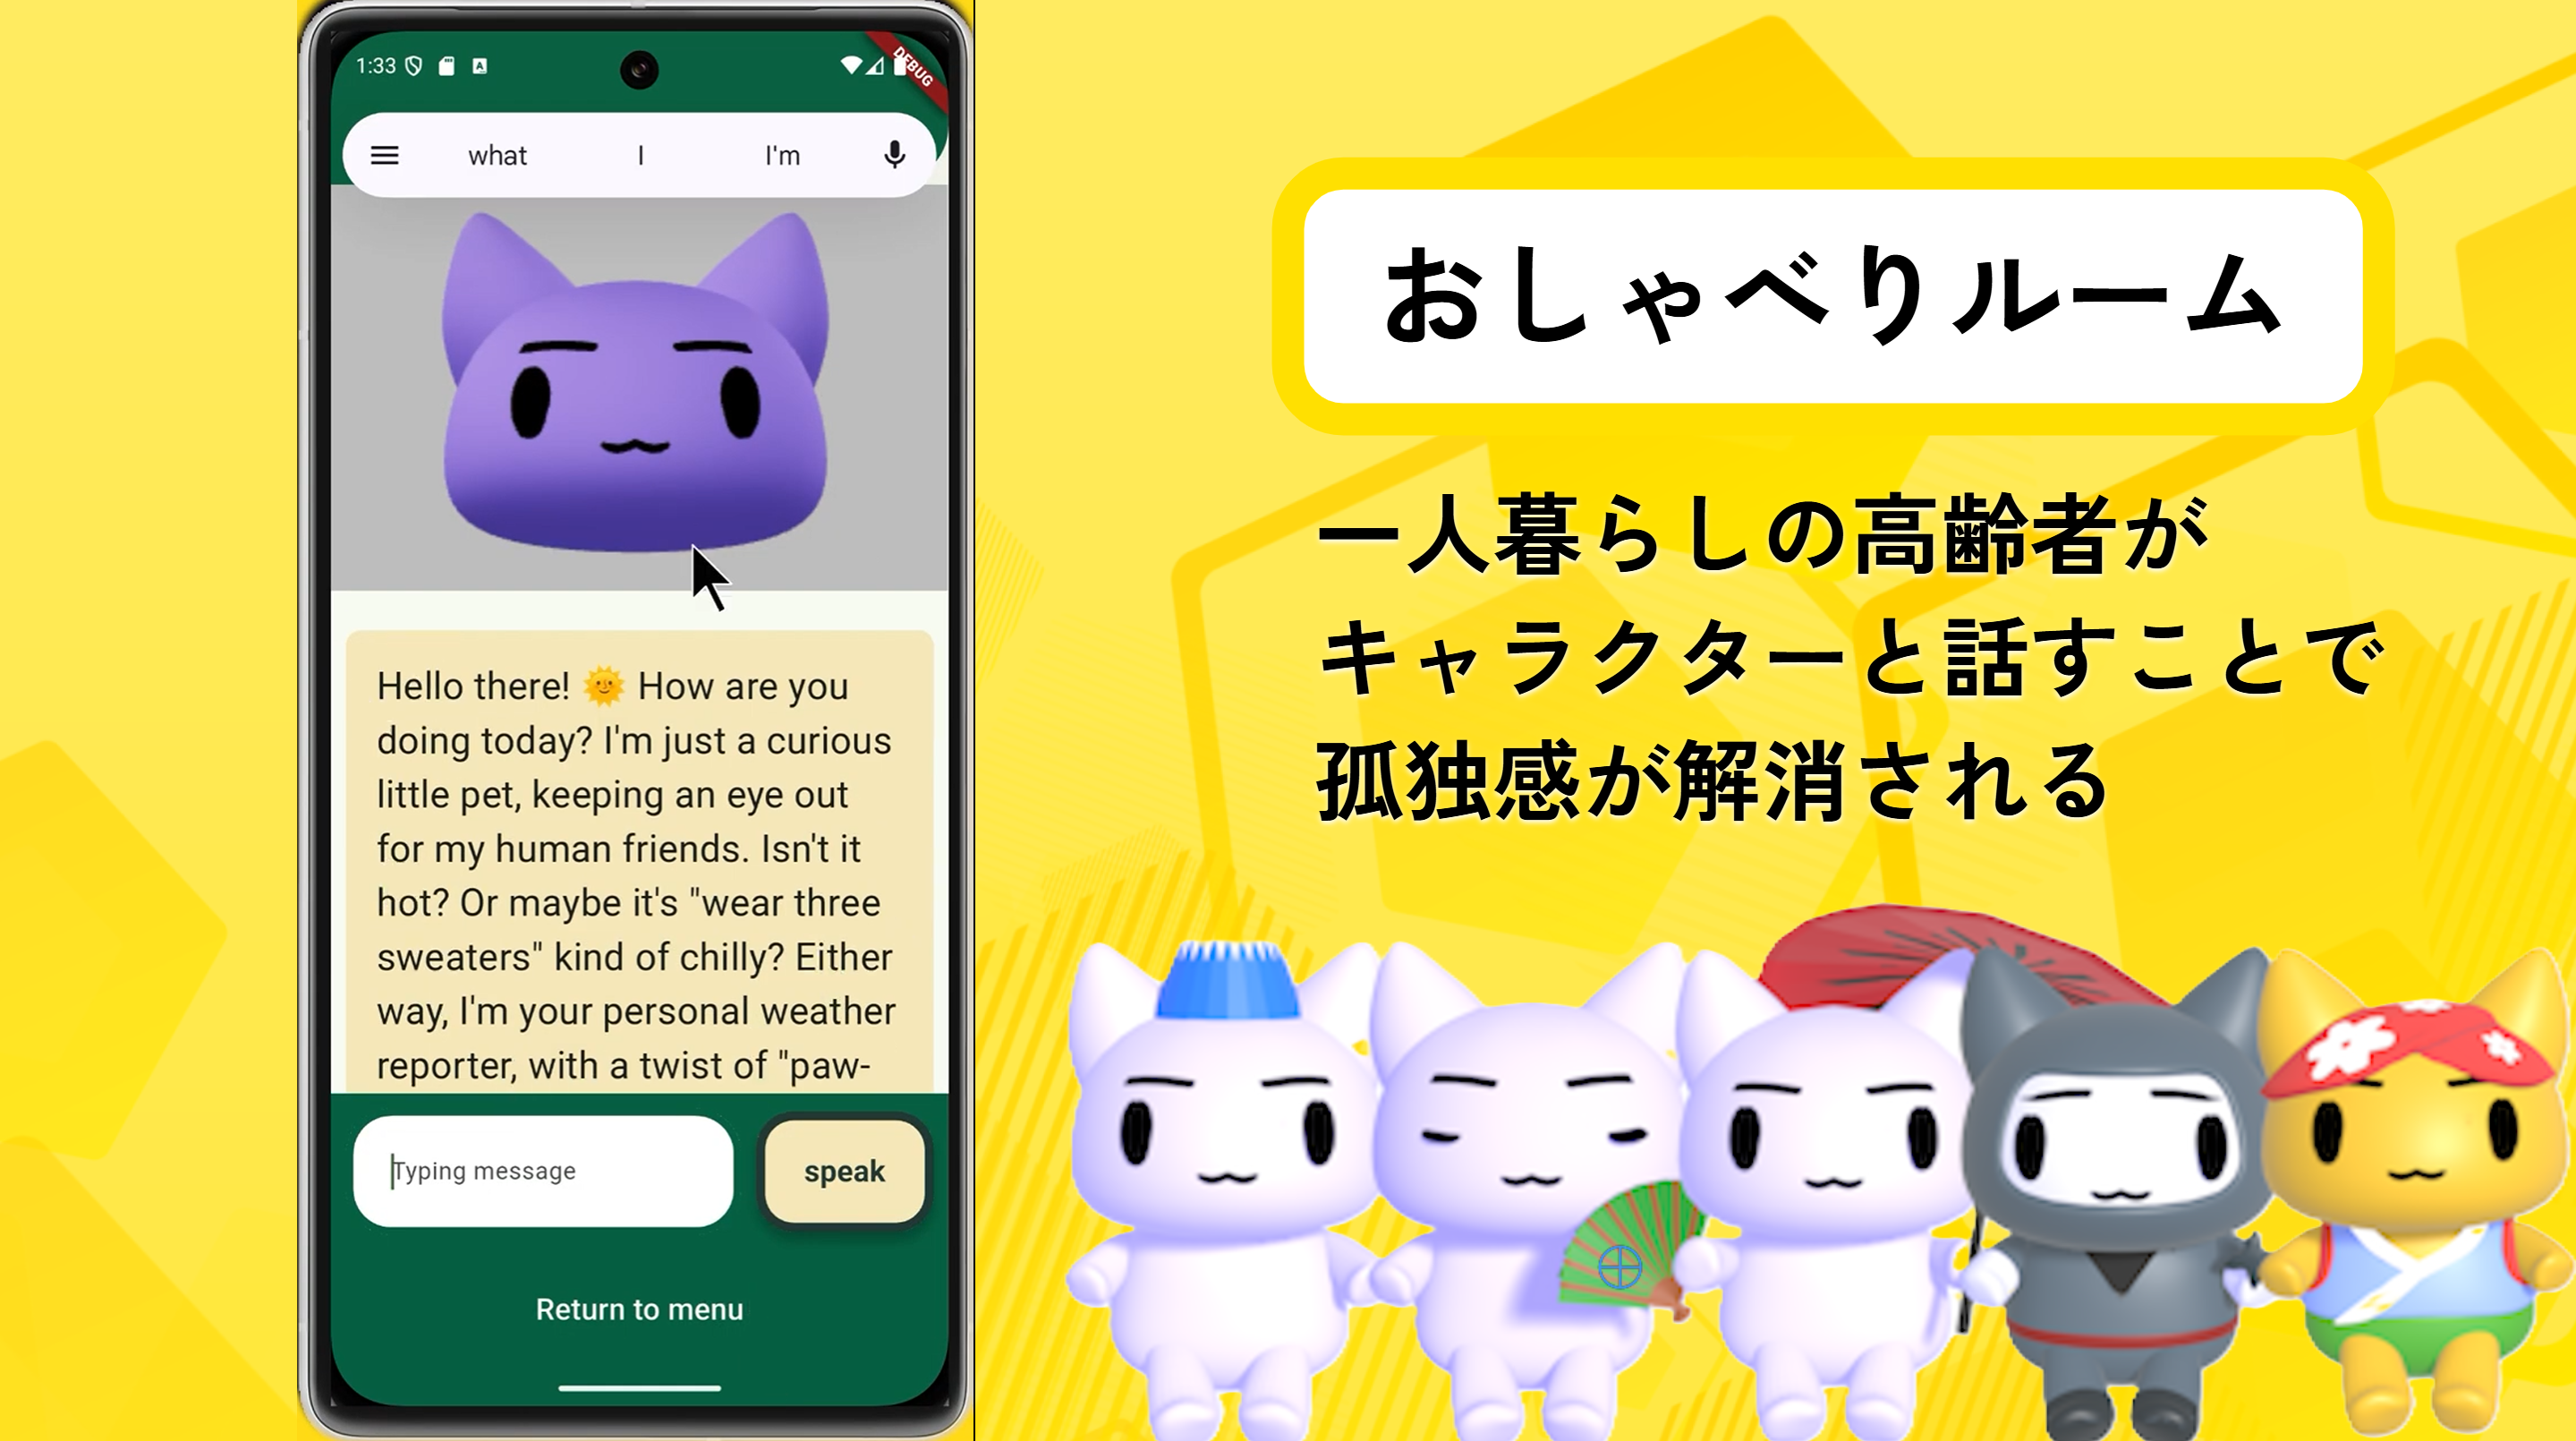 1:33
DEBUG
what I I'm
Hello there! 🌞 How are you
doing today? I'm just a curious
little pet, keeping an eye out
for my human friends. Isn't it
hot? Or maybe it's "wear three
sweaters" kind of chilly? Either
way, I'm your personal weather
reporter, with a twist of "paw-
Typing message
speak
Return to menu
おしゃべりルーム
一人暮らしの高齢者が
キャラクターと話すことで
孤独感が解消される